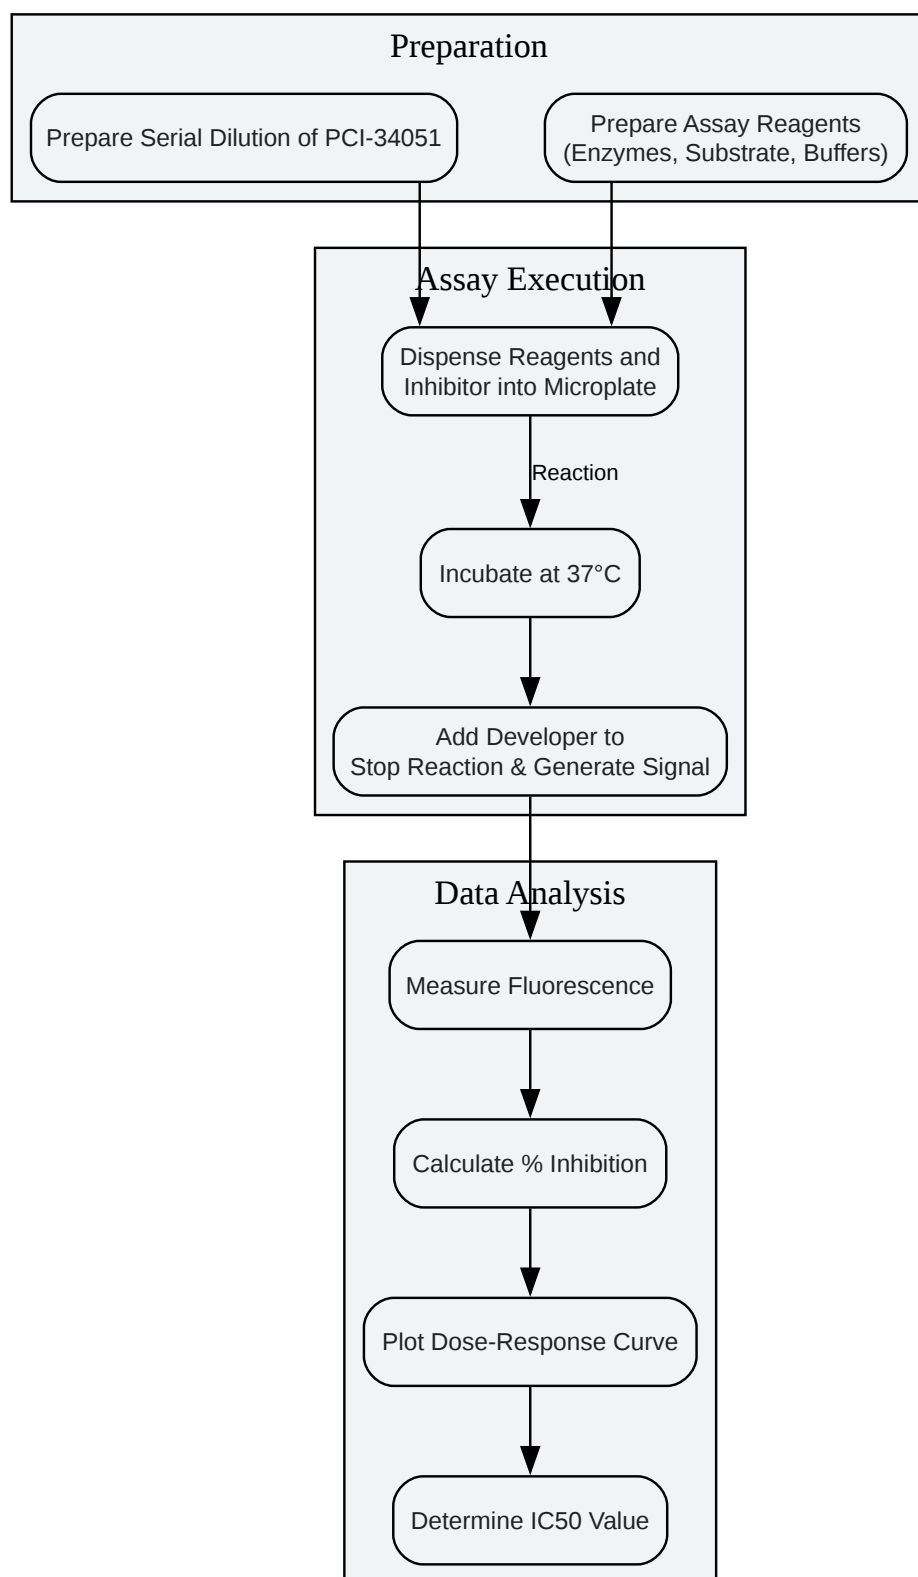 Preparation
Prepare Serial Dilution of PCI-34051
Prepare Assay Reagents
(Enzymes, Substrate, Buffers)
Assay Execution
Dispense Reagents and
Inhibitor into Microplate
Reaction
Incubate at 37°C
Add Developer to
Stop Reaction & Generate Signal
Data Analysis
Measure Fluorescence
Calculate % Inhibition
Plot Dose-Response Curve
Determine IC50 Value